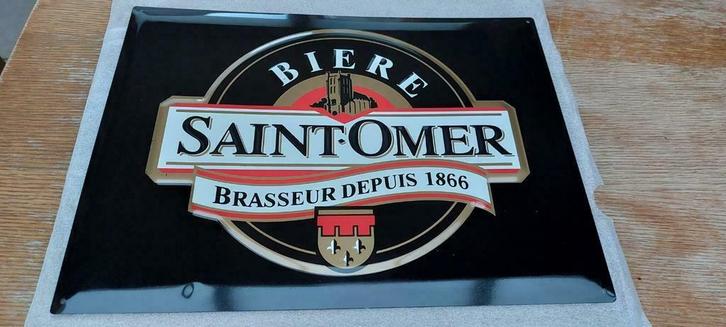 BIERE
SAINT·OMER
BRASSEUR DEPUIS 1866